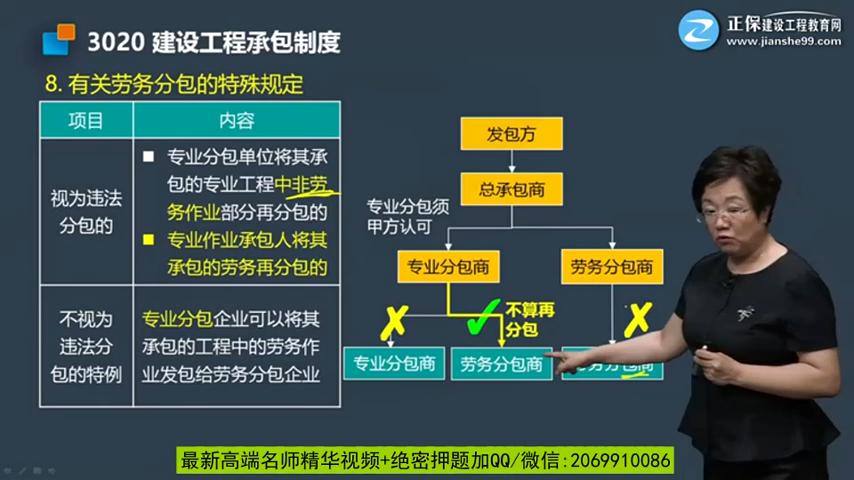 3020 建设工程承包制度
正保建设工程教育网
www.jianshe99.com
8. 有关劳务分包的特殊规定
项目
内容
视为违法
分包的
■ 专业分包单位将其承
包的专业工程中非劳
务作业部分再分包的
■ 专业作业承包人将其
承包的劳务再分包的
不视为
违法分
包的特例
专业分包企业可以将其
承包的工程中的劳务作
业发包给劳务分包企业
发包方
总承包商
专业分包须
甲方认可
专业分包商
劳务分包商
不算再
分包
专业分包商
劳务分包商
包商
最新高端名师精华视频+绝密押题加QQ/微信:2069910086